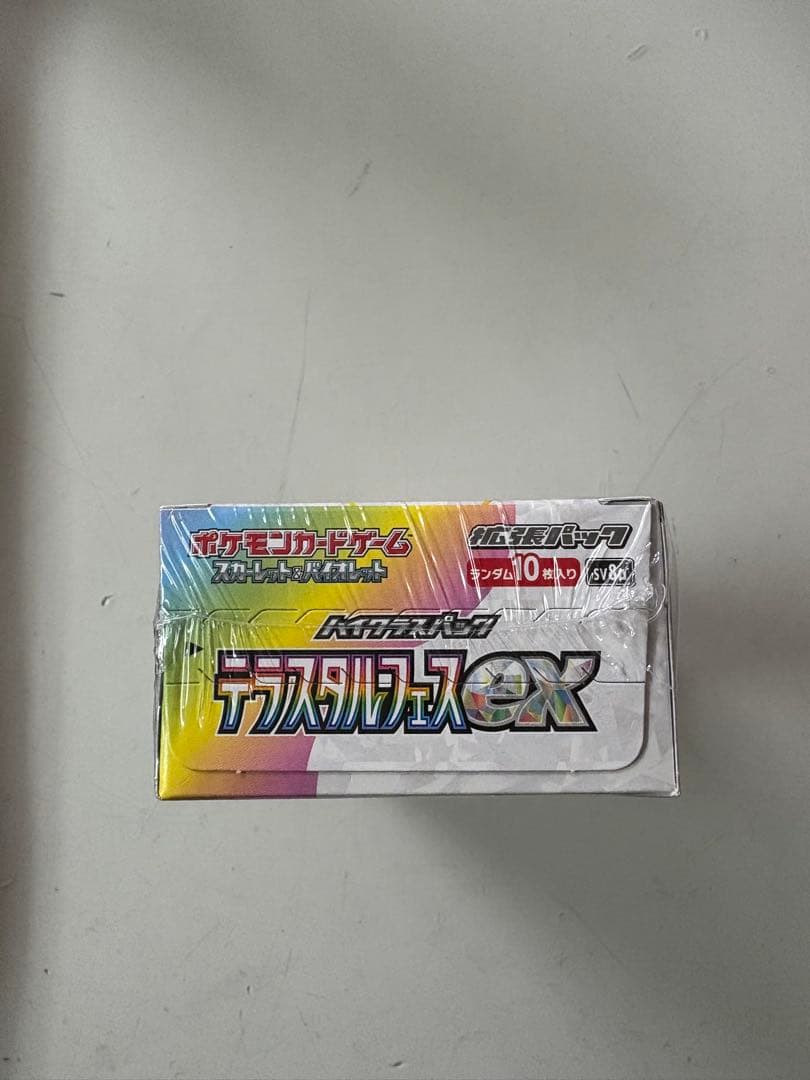 ポケモンカードゲーム
スカーレット&バイオレット
拡張パック
ランダム10枚入り
sv8a
ハイクラスパック
テラスタルフェスex